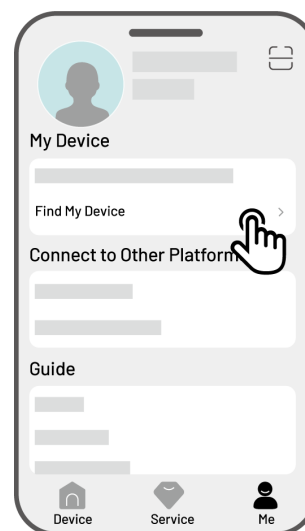 My Device
Find My Device
Connect to Other Platform
Guide
Device
Service
Me